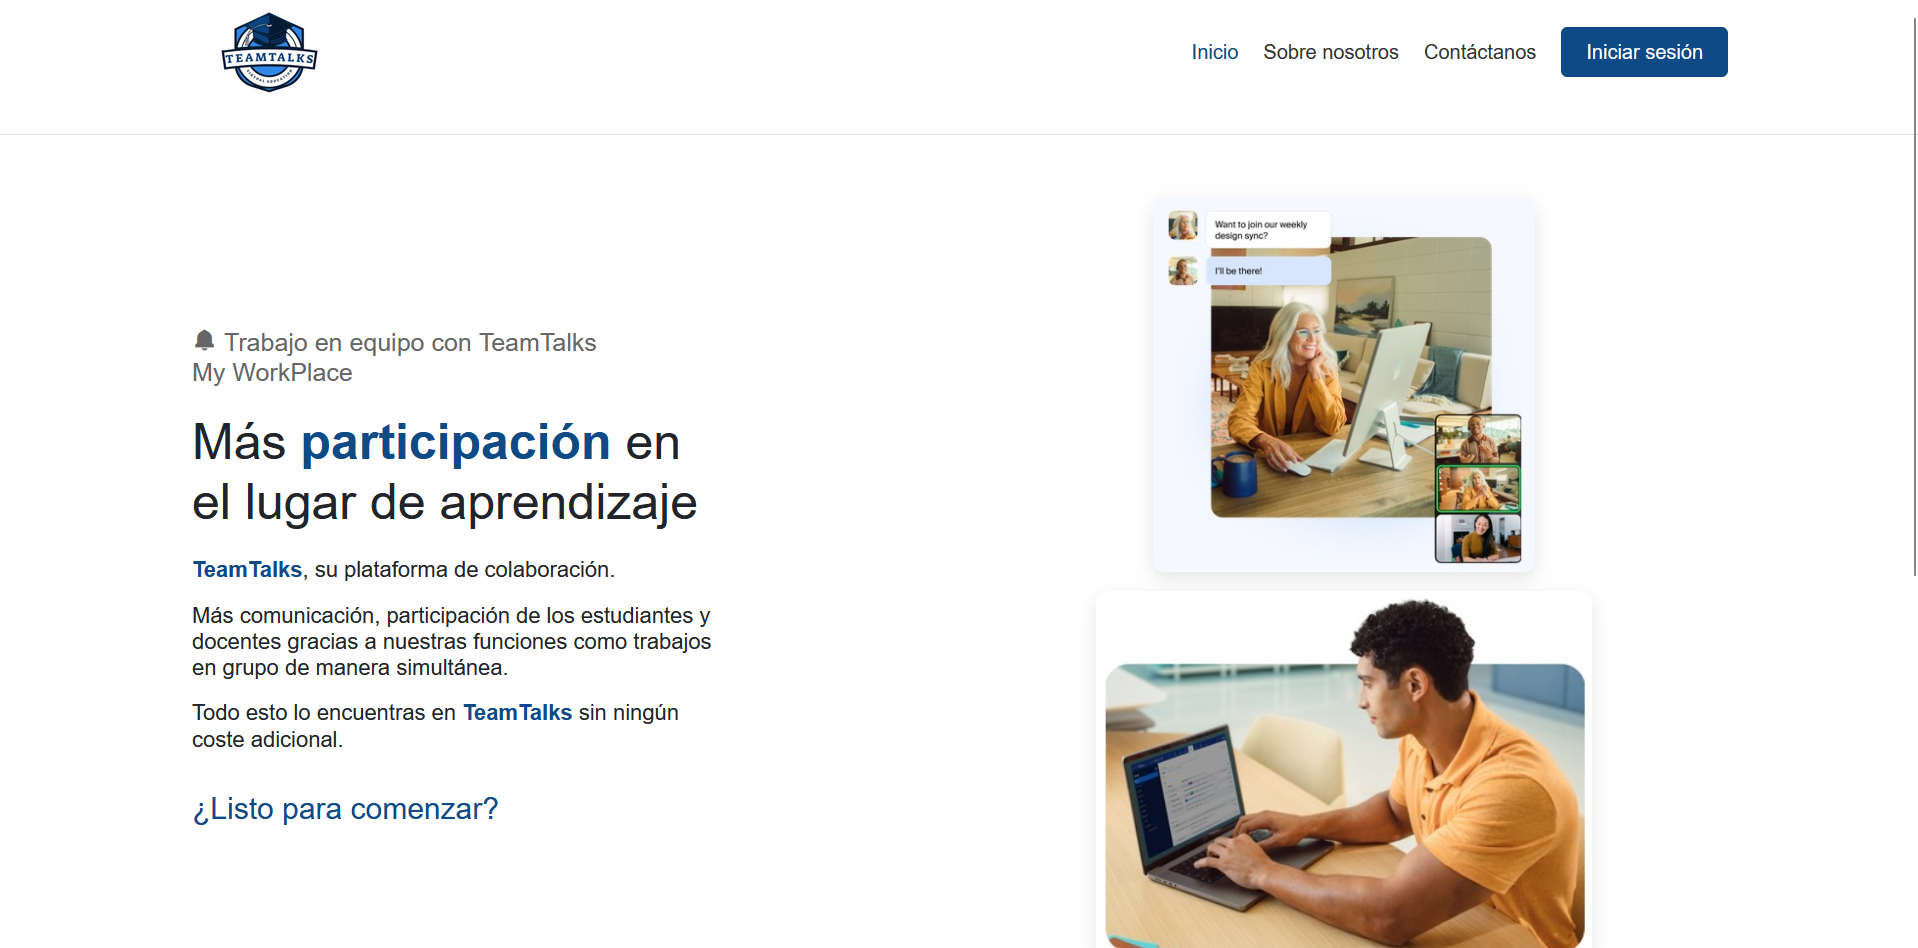 TEAMTALKS
VIRTUAL EDUCATION
Inicio
Sobre nosotros
Contáctanos
Iniciar sesión
Trabajo en equipo con TeamTalks
My WorkPlace
Más participación en
el lugar de aprendizaje
TeamTalks, su plataforma de colaboración.
Más comunicación, participación de los estudiantes y
docentes gracias a nuestras funciones como trabajos
en grupo de manera simultánea.
Todo esto lo encuentras en TeamTalks sin ningún
coste adicional.
¿Listo para comenzar?
Want to join our weekly
design sync?
I'll be there!